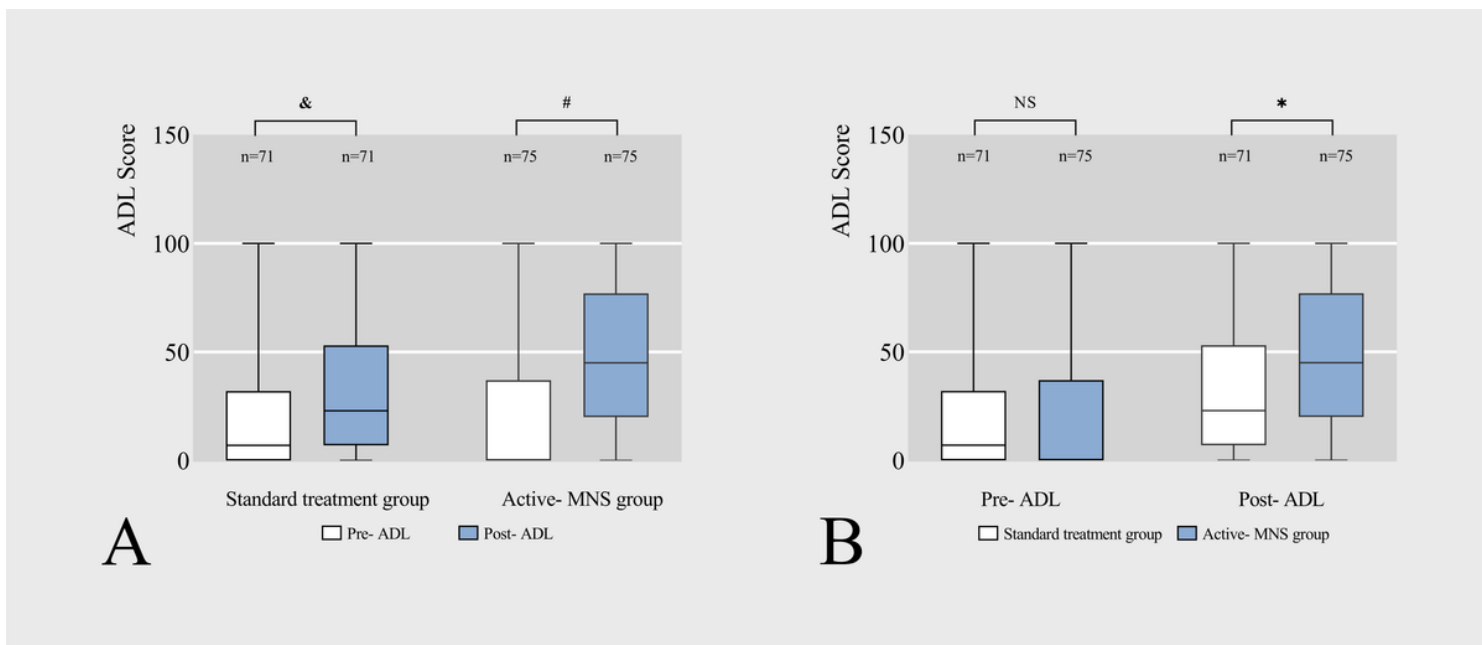 & #
150
n=71 n=71 n=75 n=75
ADL Score
100
50
0
Standard treatment group Active- MNS group
Pre- ADL Post- ADL
A
NS *
150
n=71 n=75 n=71 n=75
ADL Score
100
50
0
Pre- ADL Post- ADL
Standard treatment group Active- MNS group
B